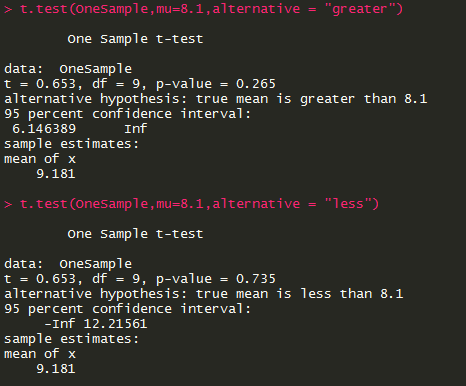 > t.test(OneSample,mu=8.1,alternative = "greater")
One Sample t-test
data:  OneSample
t = 0.653, df = 9, p-value = 0.265
alternative hypothesis: true mean is greater than 8.1
95 percent confidence interval:
6.146389      Inf
sample estimates:
mean of x
9.181
> t.test(OneSample,mu=8.1,alternative = "less")
One Sample t-test
data:  OneSample
t = 0.653, df = 9, p-value = 0.735
alternative hypothesis: true mean is less than 8.1
95 percent confidence interval:
-Inf 12.21561
sample estimates:
mean of x
9.181